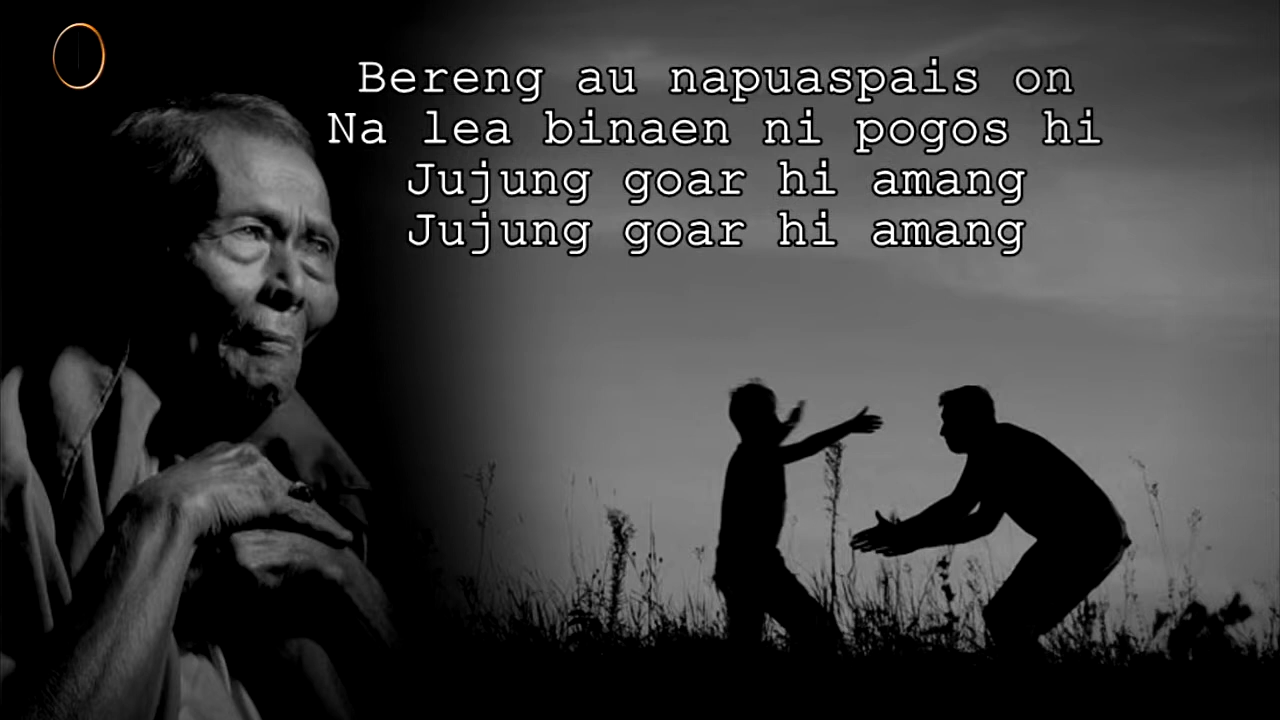 Bereng au napuaspais on
Na lea binaen ni pogos hi
Jujung goar hi amang
Jujung goar hi amang